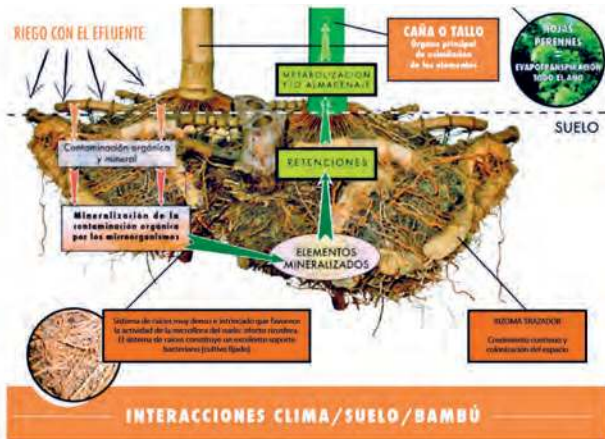 RIEGO CON EL EFLUENTE
CAÑA O TALLO
Órgano principal
de asimilación
de los elementos
HOJAS
PERENNES
=
EVAPOTRANSPIRACIÓN
TODO EL AÑO
METABOLIZACIÓN
Y/O ALMACENAJE
SUELO
Contaminación orgánica
y mineral
RETENCIONES
Mineralización de la
contaminación orgánica
por los microorganismos
ELEMENTOS
MINERALIZADOS
Sistema de raíces muy denso e intrincado que favorece
la actividad de la microflora del suelo: efecto rizosfera.
El sistema de raíces constituye un excelente soporte
bacteriano (cultivo fijado)
RIZOMA TRAZADOR
Crecimiento continuo y
colonización del espacio
INTERACCIONES CLIMA/SUELO/BAMBÚ